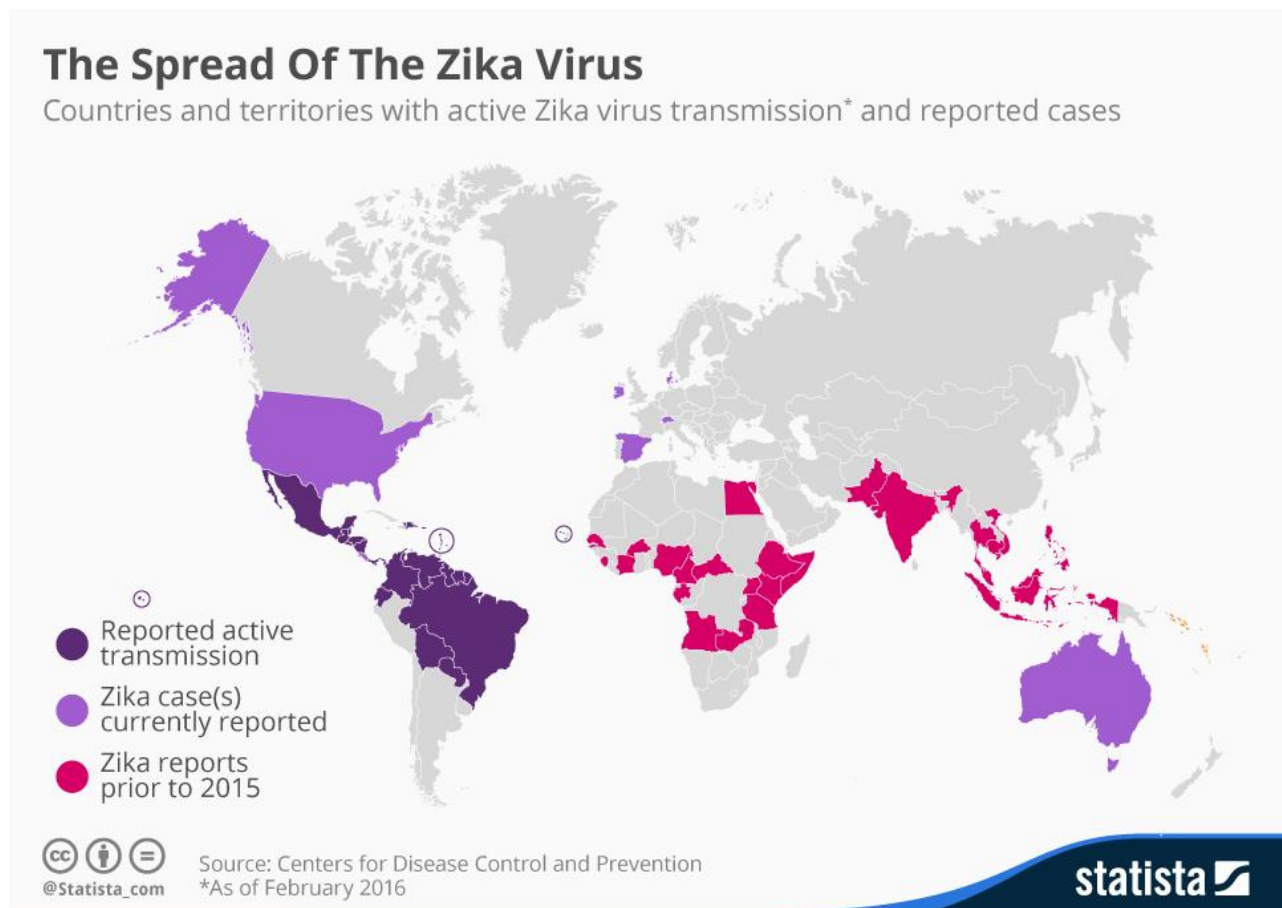 The Spread Of The Zika Virus
Countries and territories with active Zika virus transmission* and reported cases
Reported active
transmission
Zika case(s)
currently reported
Zika reports
prior to 2015
cc
@Statista_com
Source: Centers for Disease Control and Prevention
*As of February 2016
statista